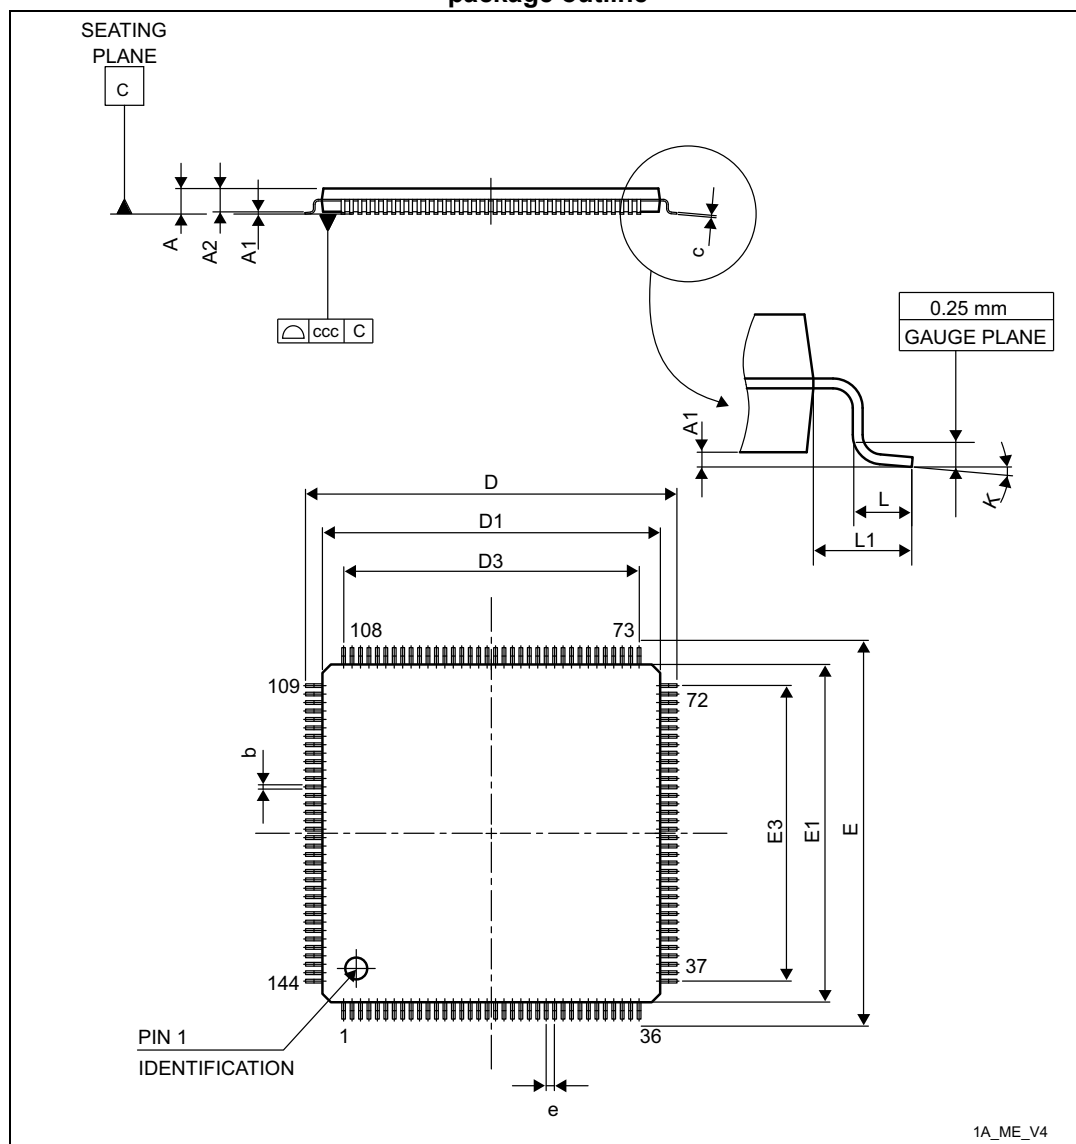 package outline
SEATING
PLANE
C
A
A2
A1
c
ccc C
0.25 mm
GAUGE PLANE
A1
K
L
L1
D
D1
D3
108
73
109
72
b
E3
E1
E
144
37
PIN 1
IDENTIFICATION
1
36
e
1A_ME_V4